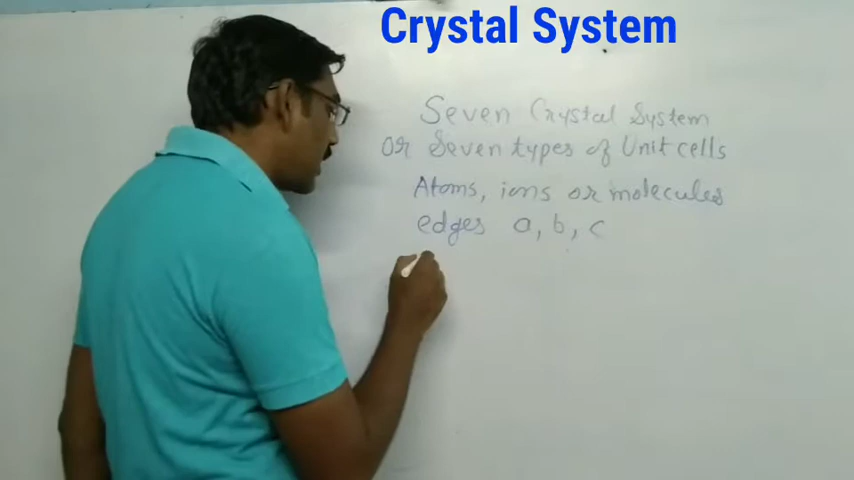 Crystal System
Seven Crystal System
Or Seven types of Unit cells
Atoms, ions or molecules
edges a, b, c